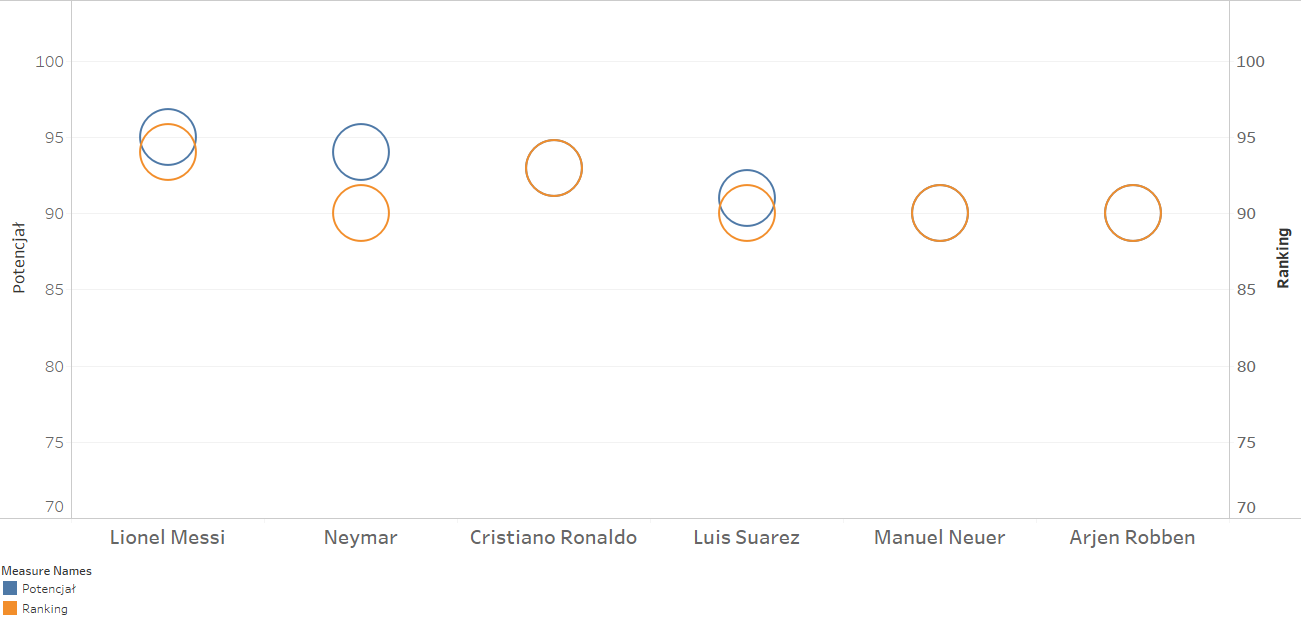 100
95
90
85
80
75
70
Potencjał
100
95
90
85
80
75
70
Ranking
Lionel Messi Neymar Cristiano Ronaldo Luis Suarez Manuel Neuer Arjen Robben
Measure Names
Potencjał
Ranking